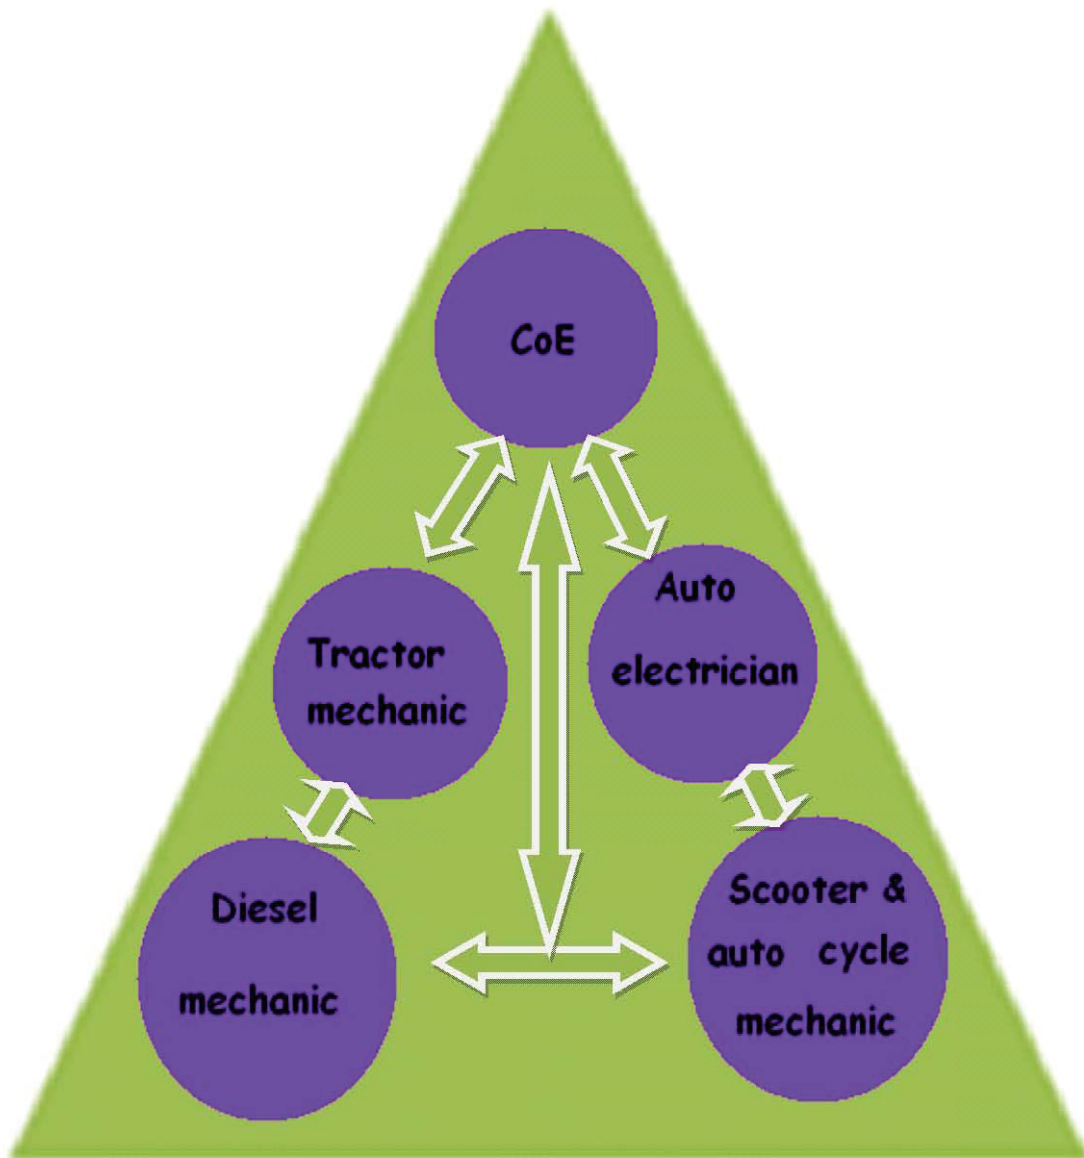 CoE
Tractor
mechanic
Auto
electrician
Diesel
mechanic
Scooter &
auto cycle
mechanic